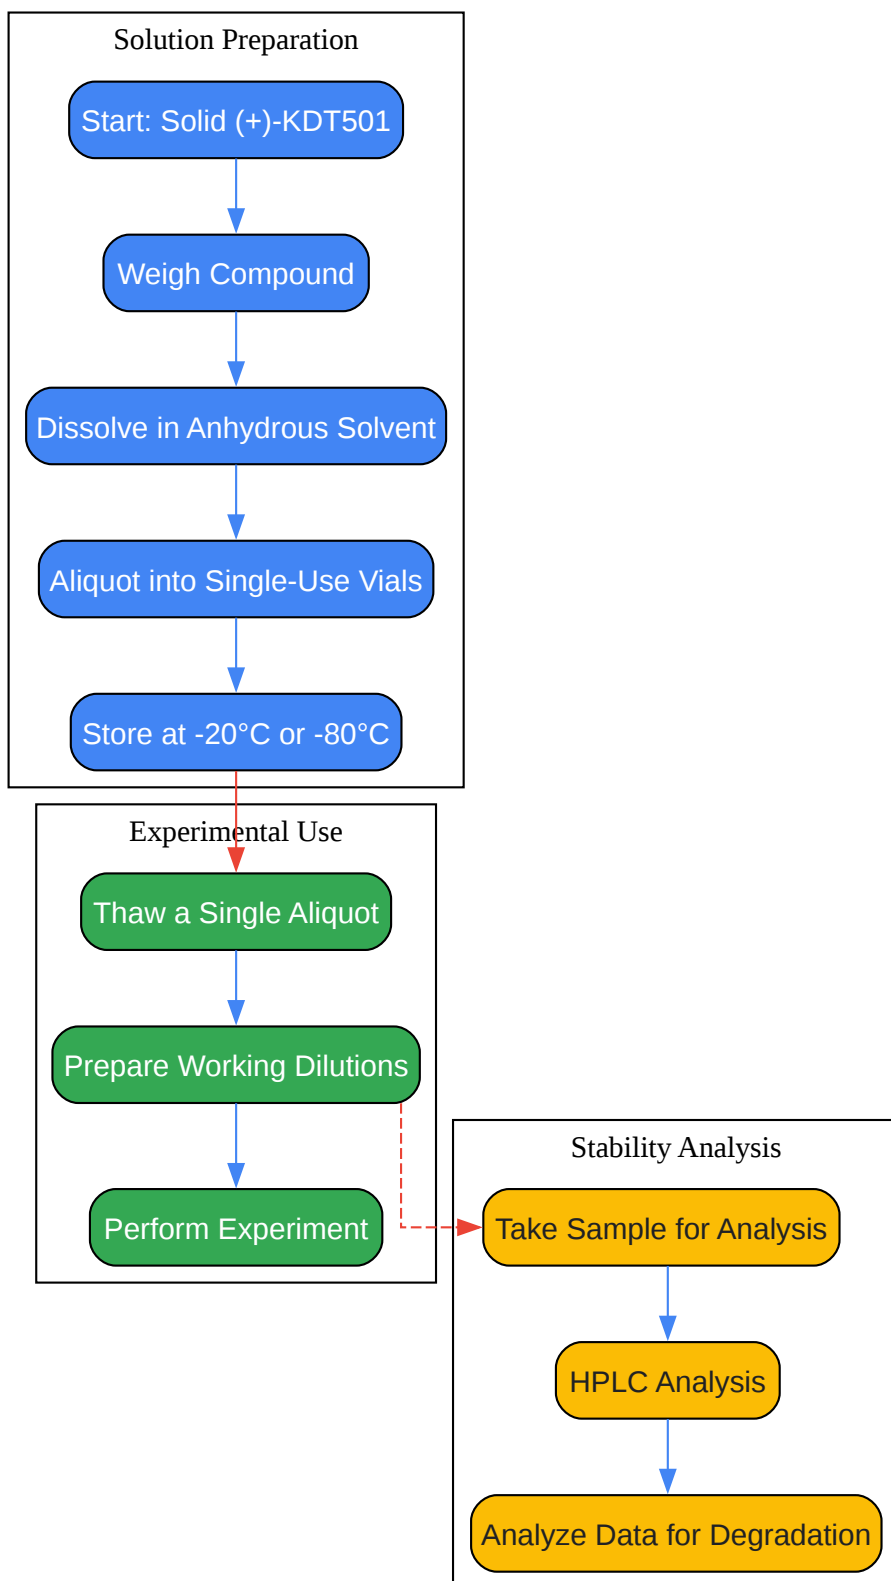 Solution Preparation
Start: Solid (+)-KDT501
Weigh Compound
Dissolve in Anhydrous Solvent
Aliquot into Single-Use Vials
Store at -20°C or -80°C
Experimental Use
Thaw a Single Aliquot
Prepare Working Dilutions
Perform Experiment
Stability Analysis
Take Sample for Analysis
HPLC Analysis
Analyze Data for Degradation